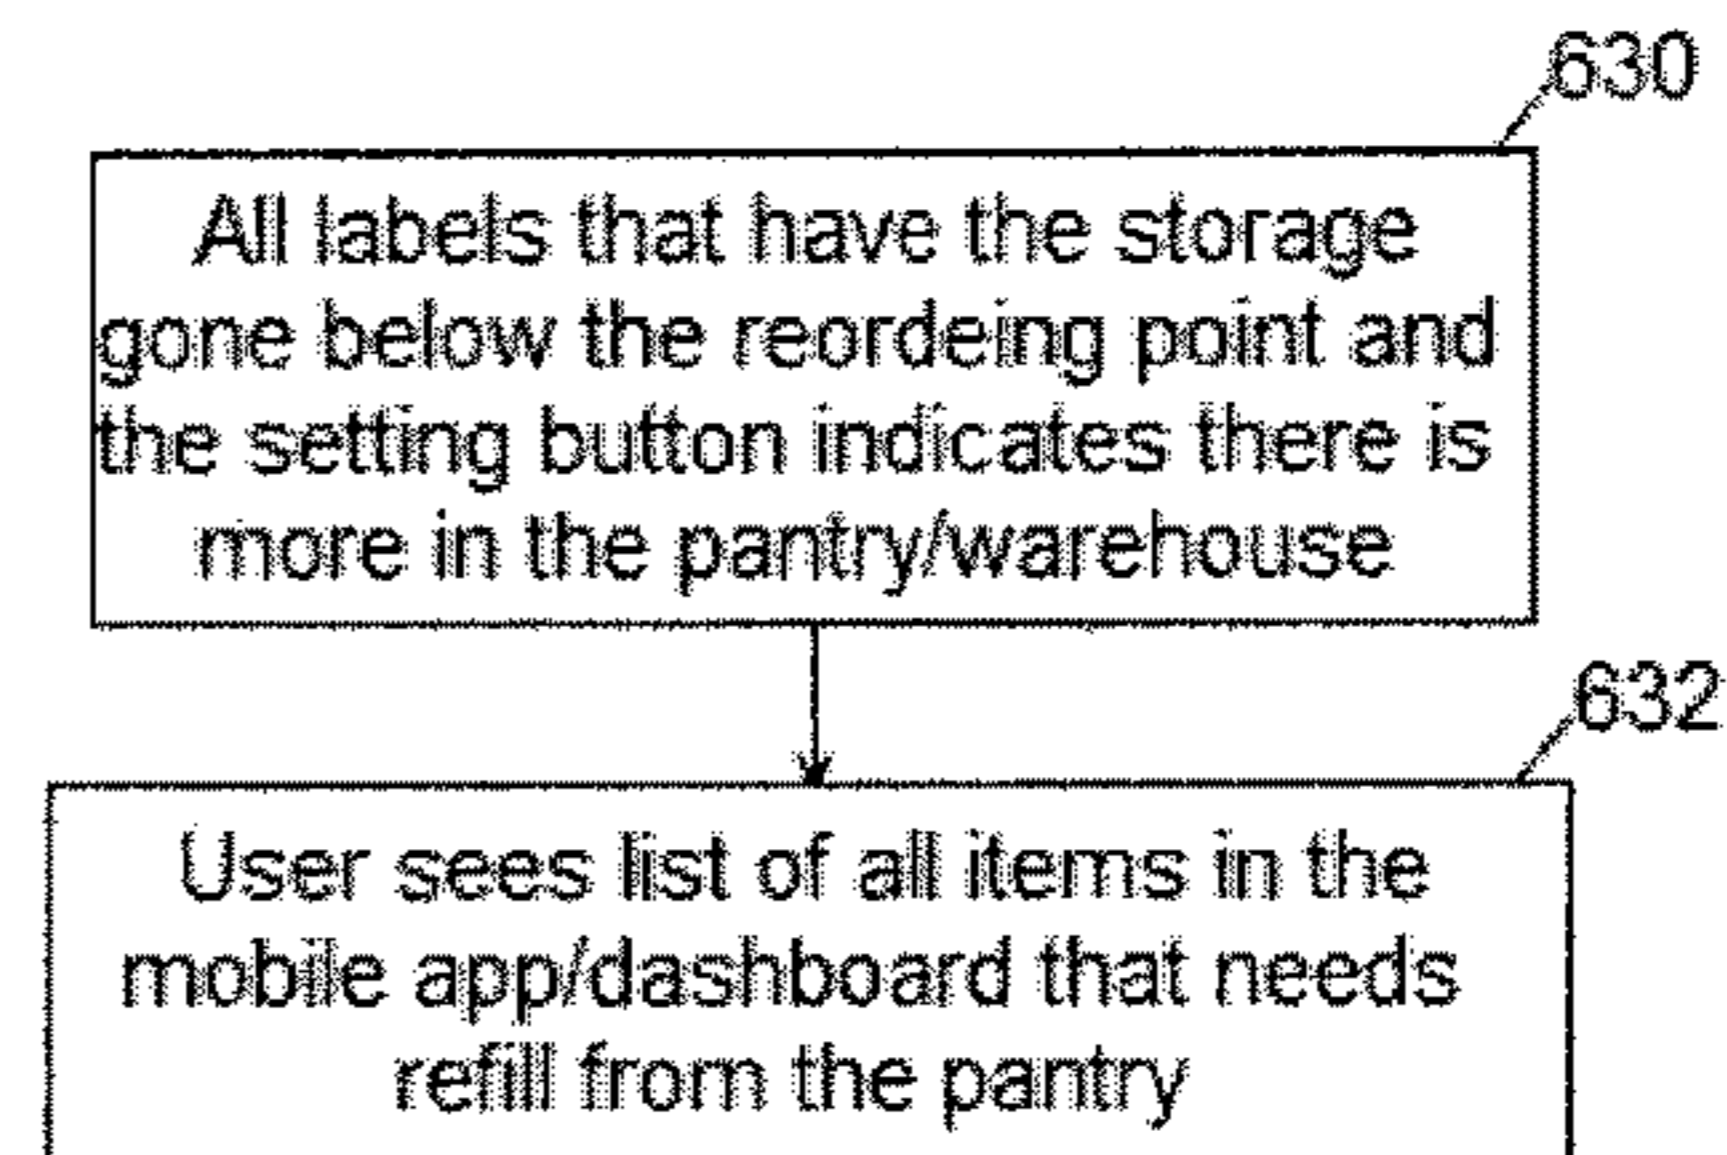 630
All labels that have the storage
gone below the reordeing point and
the setting button indicates there is
more in the pantry/warehouse
632
User sees list of all items in the
mobile app/dashboard that needs
refill from the pantry